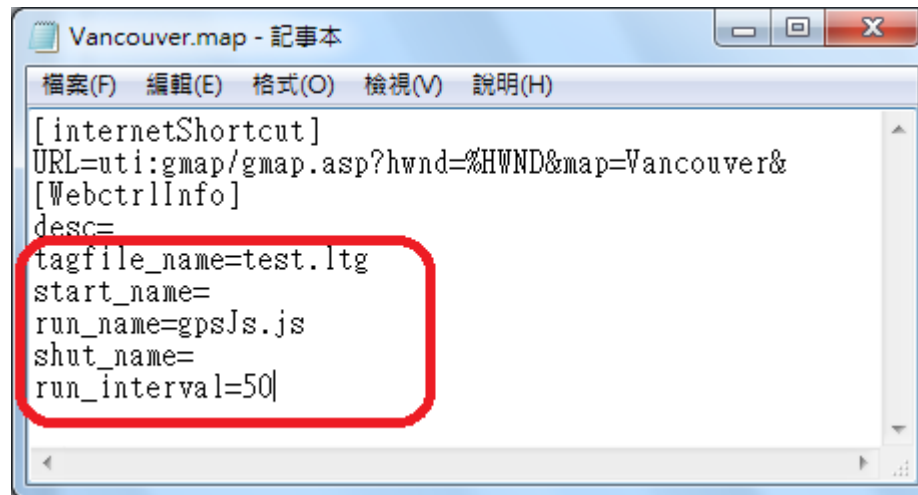 Vancouver.map - 記事本
檔案(F) 編輯(E) 格式(O) 檢視(V) 說明(H)
[internetShortcut]
URL=uti:gmap/gmap.asp?hwnd=%HWND&map=Vancouver&
[WebctrlInfo]
desc=
tagfile_name=test.ltg
start_name=
run_name=gpsJs.js
shut_name=
run_interval=50